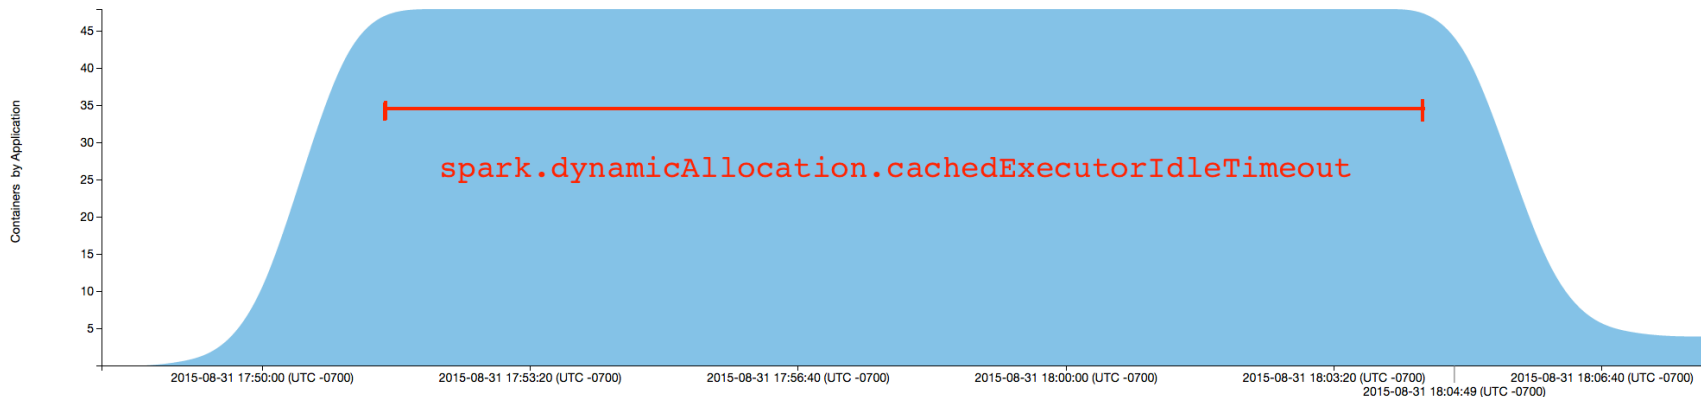 Containers by Application
45
40
35
30
25
20
15
10
5
spark.dynamicAllocation.cachedExecutorIdleTimeout
2015-08-31 17:50:00 (UTC -0700)
2015-08-31 17:53:20 (UTC -0700)
2015-08-31 17:56:40 (UTC -0700)
2015-08-31 18:00:00 (UTC -0700)
2015-08-31 18:03:20 (UTC -0700)
2015-08-31 18:06:40 (UTC -0700)
2015-08-31 18:04:49 (UTC -0700)